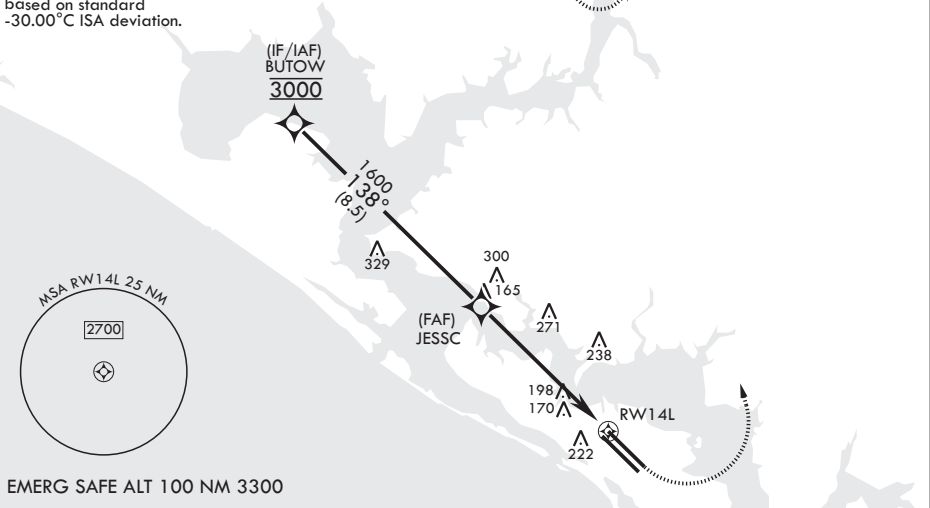 based on standard
-30.00°C ISA deviation.
(IF/IAF)
BUTOW
3000
1600
138°
(8.5)
329
300
165
(FAF)
JESSC
271
238
198
170
RW14L
222
MSA RW14L 25 NM
2700
EMERG SAFE ALT 100 NM 3300